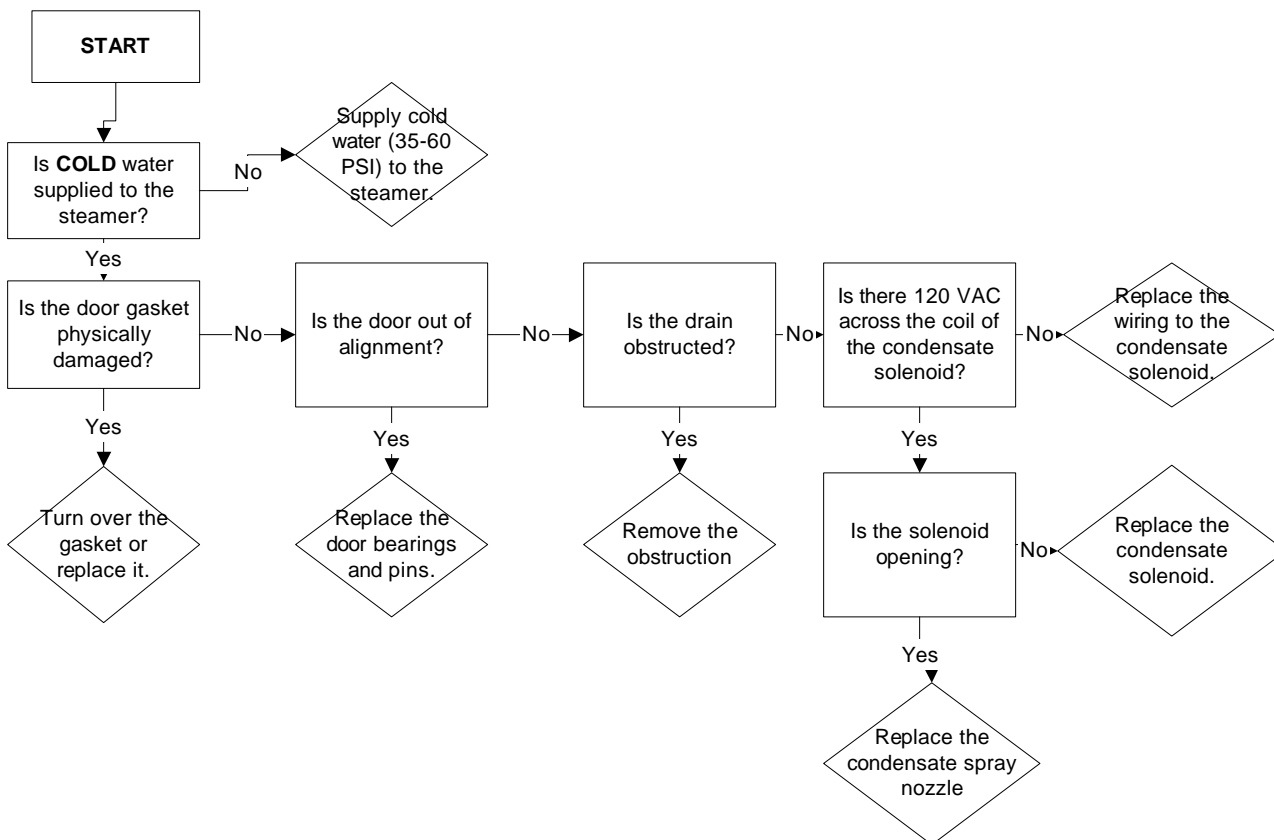 START
Supply cold
water (35-60
PSI) to the
steamer.
Is COLD water
supplied to the
steamer?
No
Yes
Is the door gasket
physically
damaged?
No
Is the door out of
alignment?
No
Is the drain
obstructed?
No
Is there 120 VAC
across the coil of
the condensate
solenoid?
No
Replace the
wiring to the
condensate
solenoid.
Yes
Yes
Yes
Yes
Turn over the
gasket or
replace it.
Replace the
door bearings
and pins.
Remove the
obstruction
Is the solenoid
opening?
No
Replace the
condensate
solenoid.
Yes
Replace the
condensate spray
nozzle